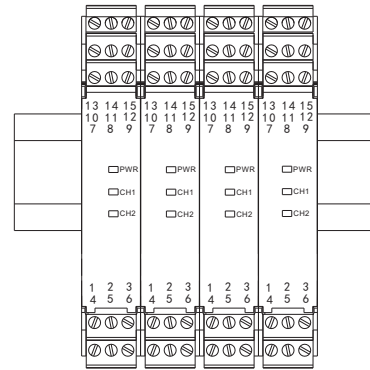 13 14 15 13 14 15 13 14 15 13 14 15
10 11 12 10 11 12 10 11 12 10 11 12
7 8 9 7 8 9 7 8 9 7 8 9
PWR PWR PWR PWR
CH1 CH1 CH1 CH1
CH2 CH2 CH2 CH2
1 2 3 1 2 3 1 2 3 1 2 3
4 5 6 4 5 6 4 5 6 4 5 6